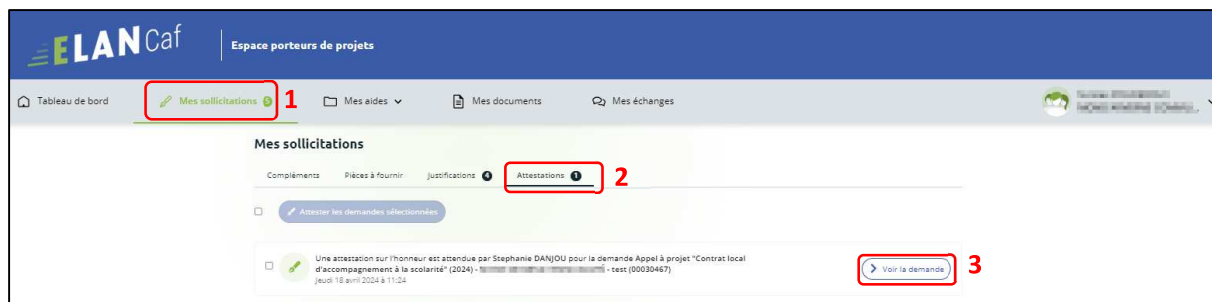 ELAN Caf
Espace porteurs de projets
Tableau de bord
Mes sollicitations 5
1
Mes aides
Mes documents
Mes échanges
Mes sollicitations
Compléments
Pièces à fournir
Justifications 4
Attestations 1
2
Attester les demandes sélectionnées
Une attestation sur l'honneur est attendue par Stephanie DANJOU pour la demande Appel à projet "Contrat local
d'accompagnement à la scolarité" (2024) - - test (00030467)
jeudi 18 avril 2024 à 11:24
Voir la demande
3